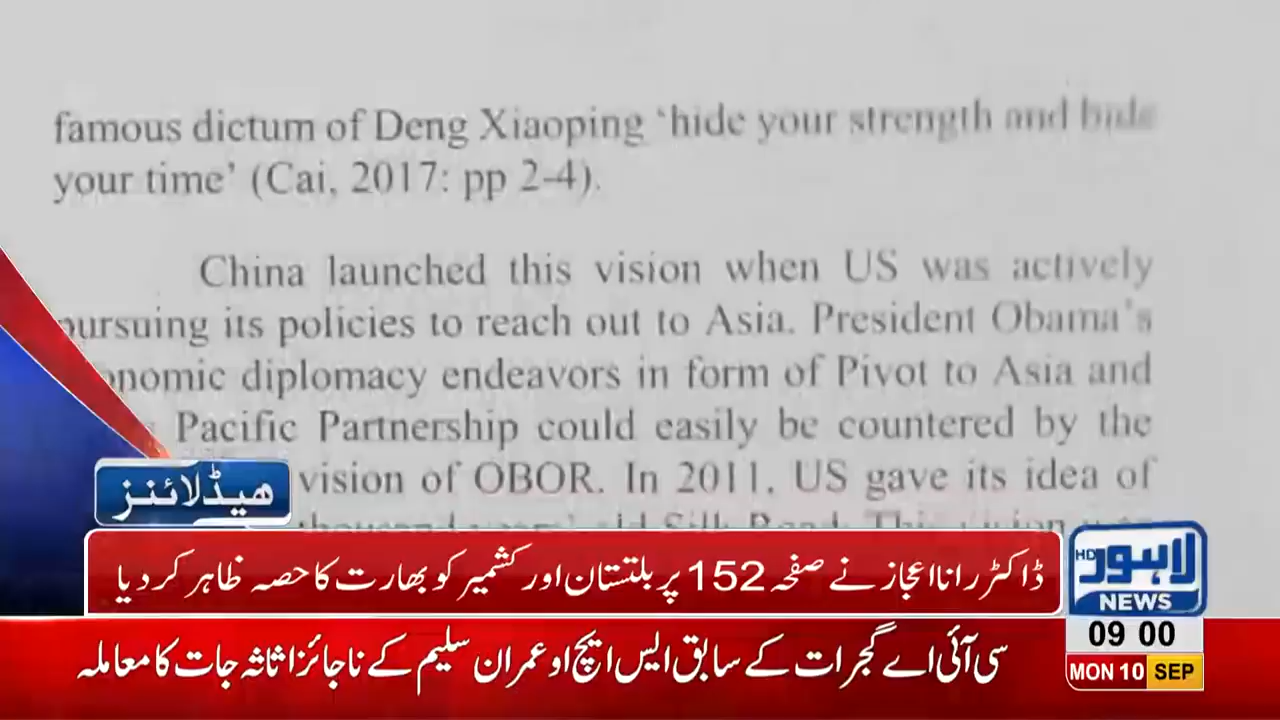 famous dictum of Deng Xiaoping ‘hide your strength and bide
your time’ (Cai, 2017: pp 2-4).
China launched this vision when US was actively
pursuing its policies to reach out to Asia. President Obama’s
onomic diplomacy endeavors in form of Pivot to Asia and
Pacific Partnership could easily be countered by the
vision of OBOR. In 2011, US gave its idea of
ھیڈلائنز
ڈاکٹر رانا اعجاز نے صفحہ 152 پر بلتستان اور کشمیر کو بھارت کا حصہ ظاہر کر دیا
HD لاہور
NEWS
09 00
MON 10 SEP
سی آئی اے گجرات کے سابق ایس ایچ او عمران سلیم کے ناجائز اثاثہ جات کا معاملہ